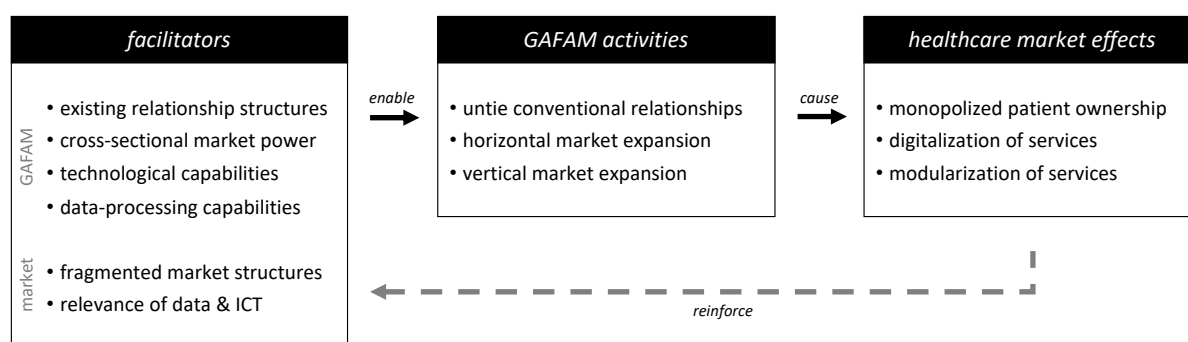 facilitators
GAFAM
• existing relationship structures
• cross-sectional market power
• technological capabilities
• data-processing capabilities
market
• fragmented market structures
• relevance of data & ICT
enable
GAFAM activities
• untie conventional relationships
• horizontal market expansion
• vertical market expansion
cause
healthcare market effects
• monopolized patient ownership
• digitalization of services
• modularization of services
reinforce